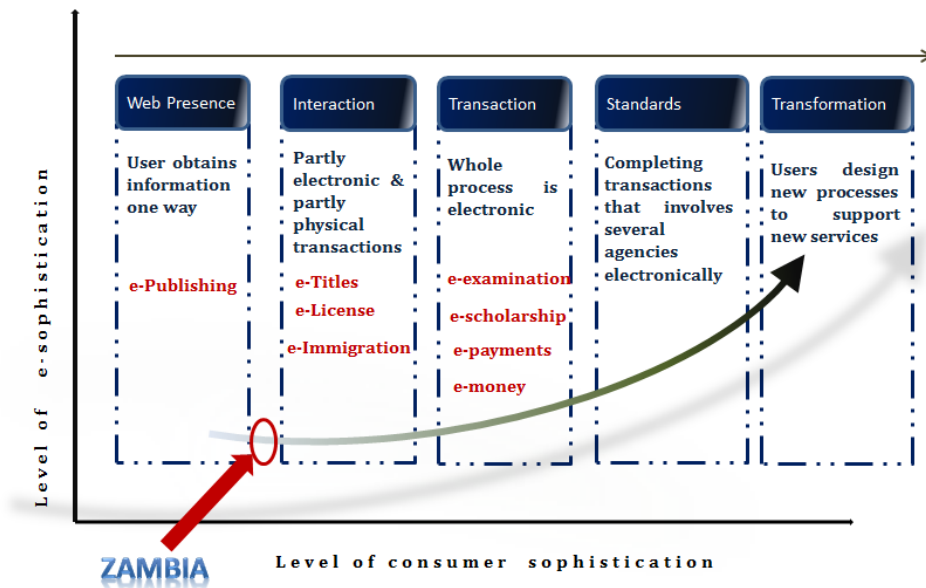 Web Presence
Interaction
Transaction
Standards
Transformation
User obtains
information
one way
e-Publishing
Partly
electronic &
partly
physical
transactions
e-Titles
e-License
e-Immigration
Whole
process is
electronic
e-examination
e-scholarship
e-payments
e-money
Completing
transactions
that involves
several
agencies
electronically
Users design
new processes
to support
new services
Level of e-sophistication
ZAMBIA
Level of consumer sophistication